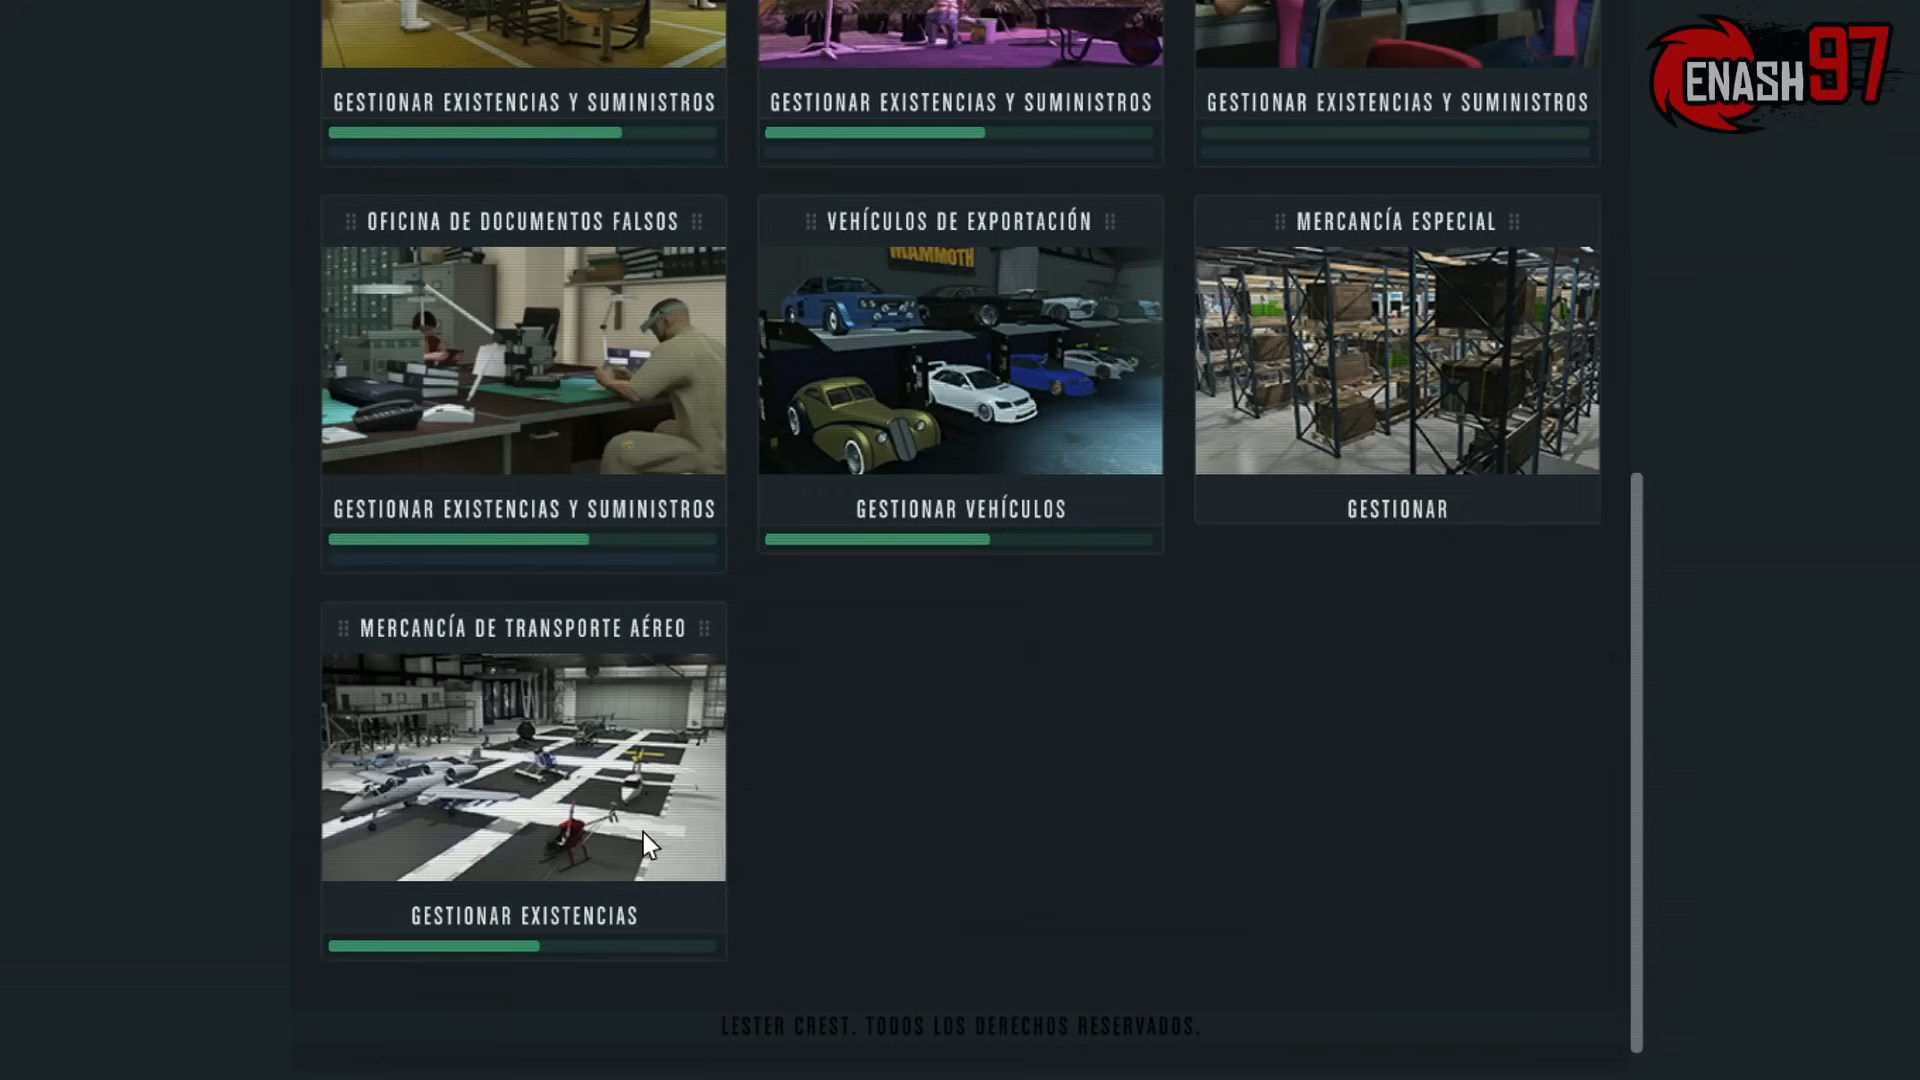 ENASH97
GESTIONAR EXISTENCIAS Y SUMINISTROS
GESTIONAR EXISTENCIAS Y SUMINISTROS
GESTIONAR EXISTENCIAS Y SUMINISTROS
OFICINA DE DOCUMENTOS FALSOS
VEHÍCULOS DE EXPORTACIÓN
MERCANCÍA ESPECIAL
MAMMOTH
GESTIONAR EXISTENCIAS Y SUMINISTROS
GESTIONAR VEHÍCULOS
GESTIONAR
MERCANCÍA DE TRANSPORTE AÉREO
GESTIONAR EXISTENCIAS
LESTER CREST. TODOS LOS DERECHOS RESERVADOS.